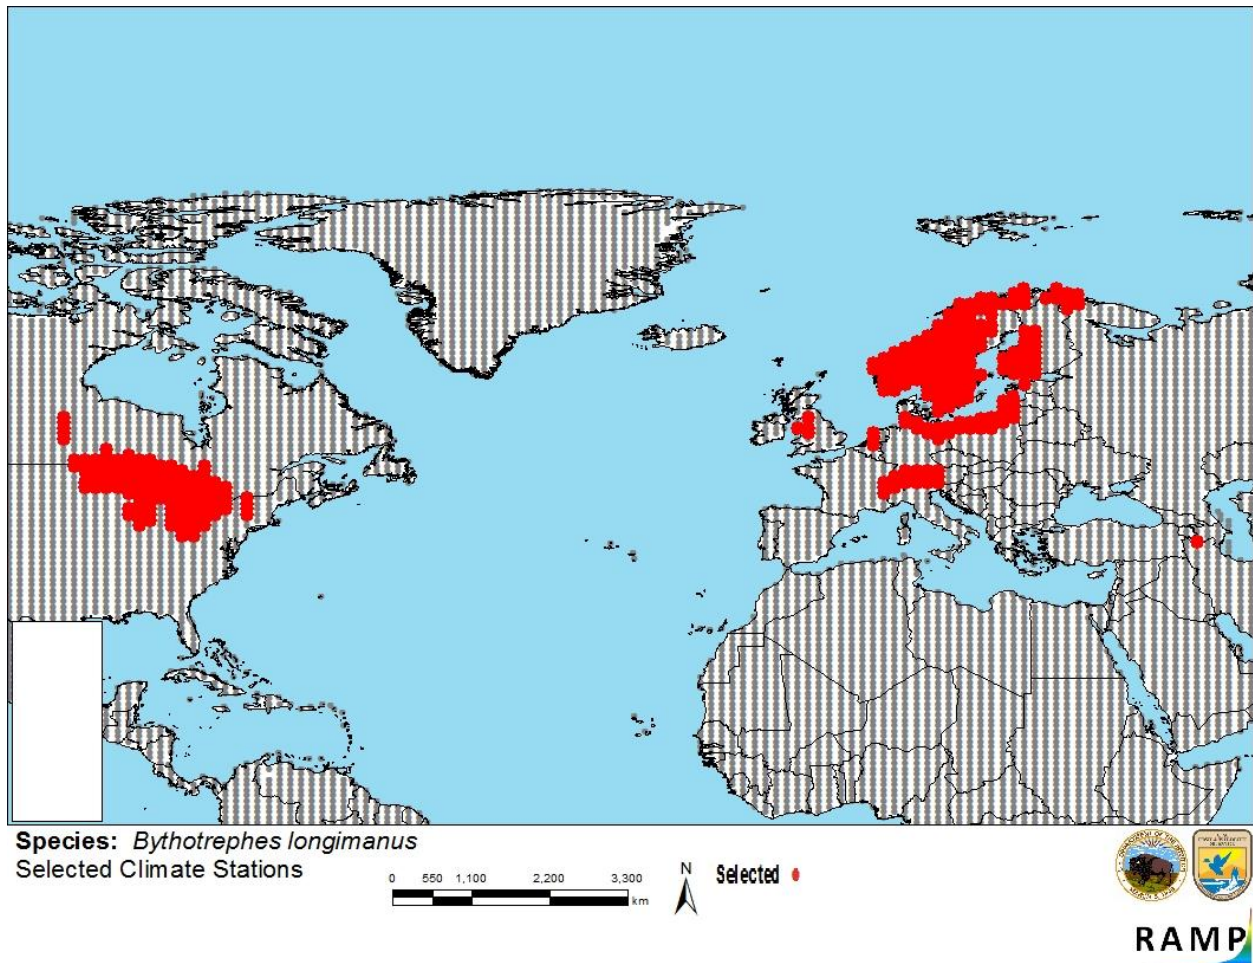 Species: Bythotrephes longimanus
Selected Climate Stations
0 550 1,100 2,200 3,300
km
N
Selected
RAMP